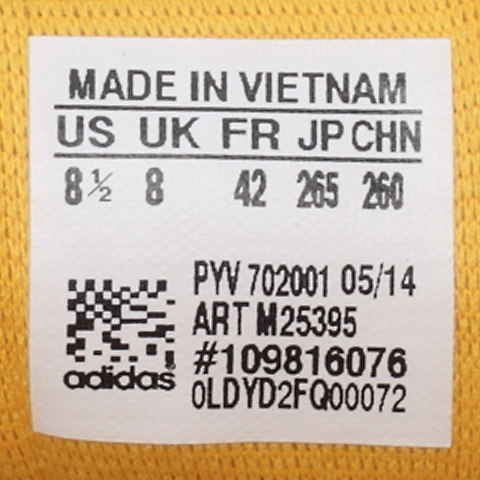 MADE IN VIETNAM
US UK FR JP CHN
8½ 8 42 265 260
PYV 702001 05/14
ART M25395
#109816076
0LDYD2FQ00072
adidas®